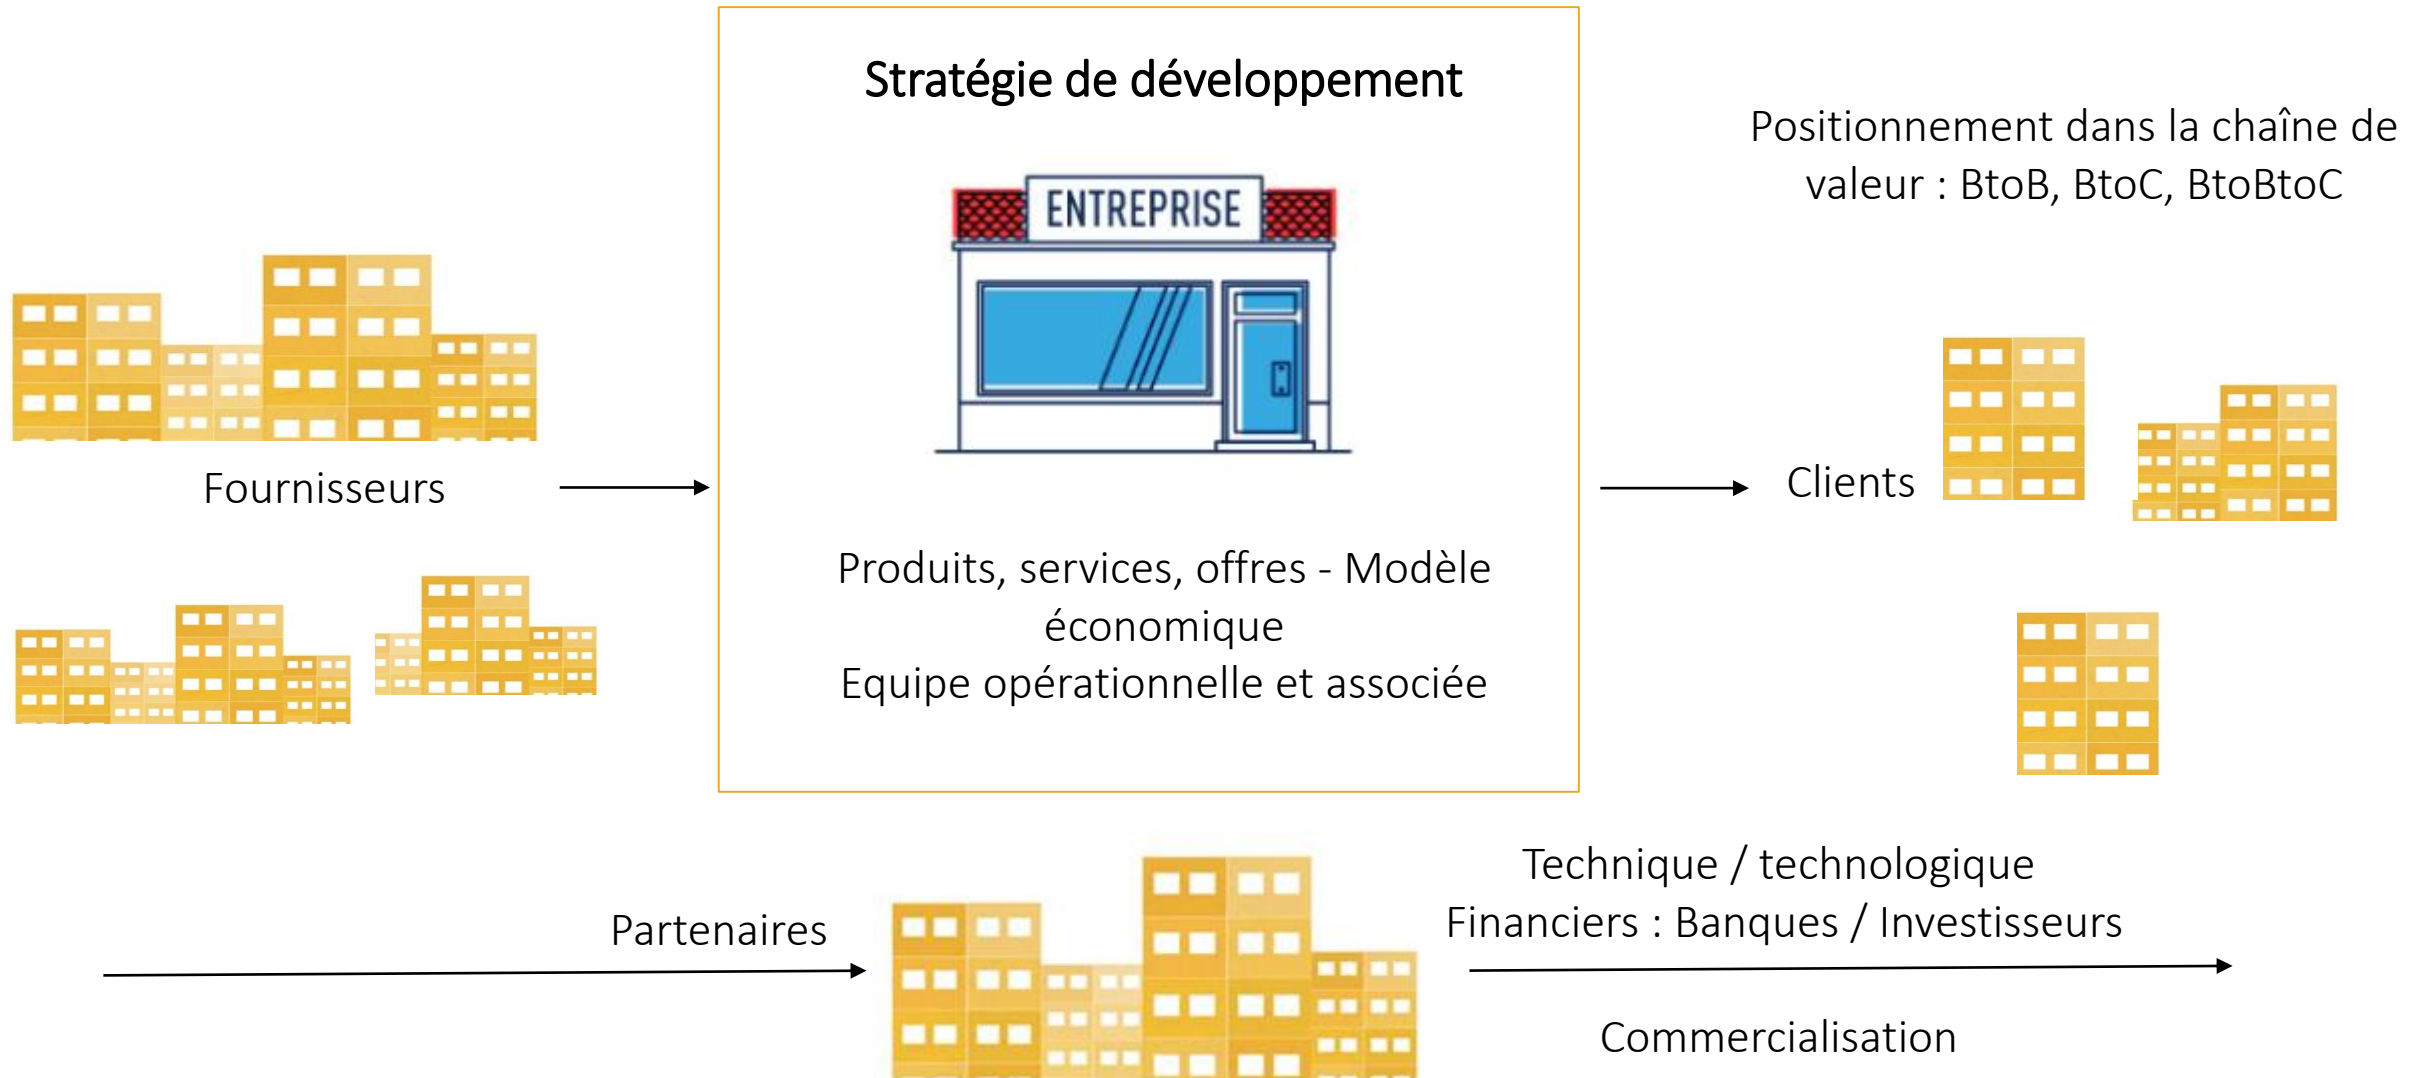 Stratégie de développement
ENTREPRISE
Positionnement dans la chaîne de
valeur : BtoB, BtoC, BtoBtoC
Fournisseurs
Clients
Produits, services, offres - Modèle
économique
Equipe opérationnelle et associée
Partenaires
Technique / technologique
Financiers : Banques / Investisseurs
Commercialisation